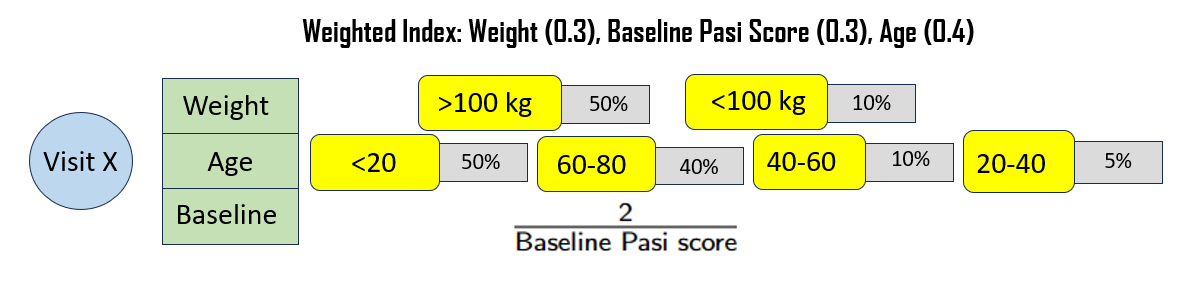 Weighted Index: Weight (0.3), Baseline Pasi Score (0.3), Age (0.4)
Visit X
Weight >100 kg 50% <100 kg 10%
Age <20 50% 60-80 40% 40-60 10% 20-40 5%
Baseline
2
Baseline Pasi score